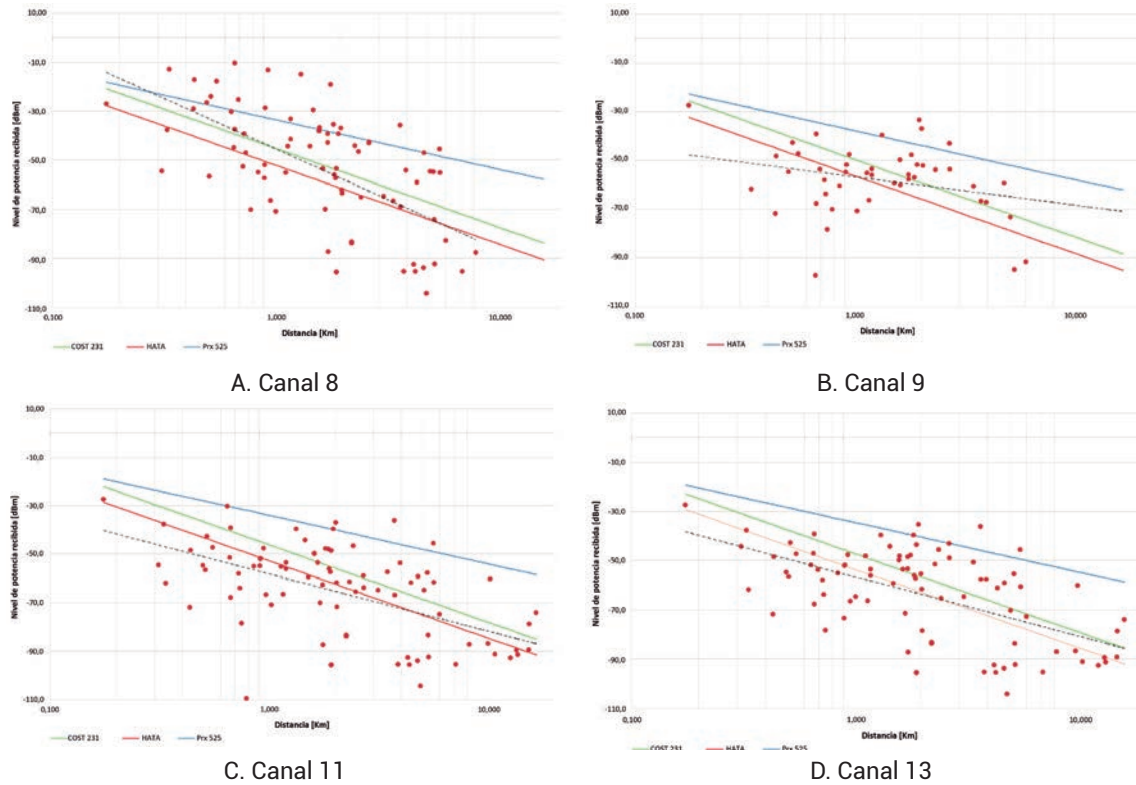 10,00
-10,0
-30,0
-50,0
-70,0
-90,0
-110,0
Nivel de potencia recibida [dBm]
0,100
1,000
10,000
Distancia [Km]
COST 231
HATA
Prx 525
A. Canal 8
10,00
-10,0
-30,0
-50,0
-70,0
-90,0
-110,0
Nivel de potencia recibida [dBm]
0,100
1,000
10,000
Distancia [Km]
COST 231
HATA
Prx 525
B. Canal 9
10,00
-10,0
-30,0
-50,0
-70,0
-90,0
-110,0
Nivel de potencia recibida [dBm]
0,100
1,000
10,000
Distancia [Km]
COST 231
HATA
Prx 525
C. Canal 11
10,00
-10,0
-30,0
-50,0
-70,0
-90,0
-110,0
Nivel de potencia recibida [dBm]
0,100
1,000
10,000
Distancia [Km]
COST 231
HATA
Prx 525
D. Canal 13